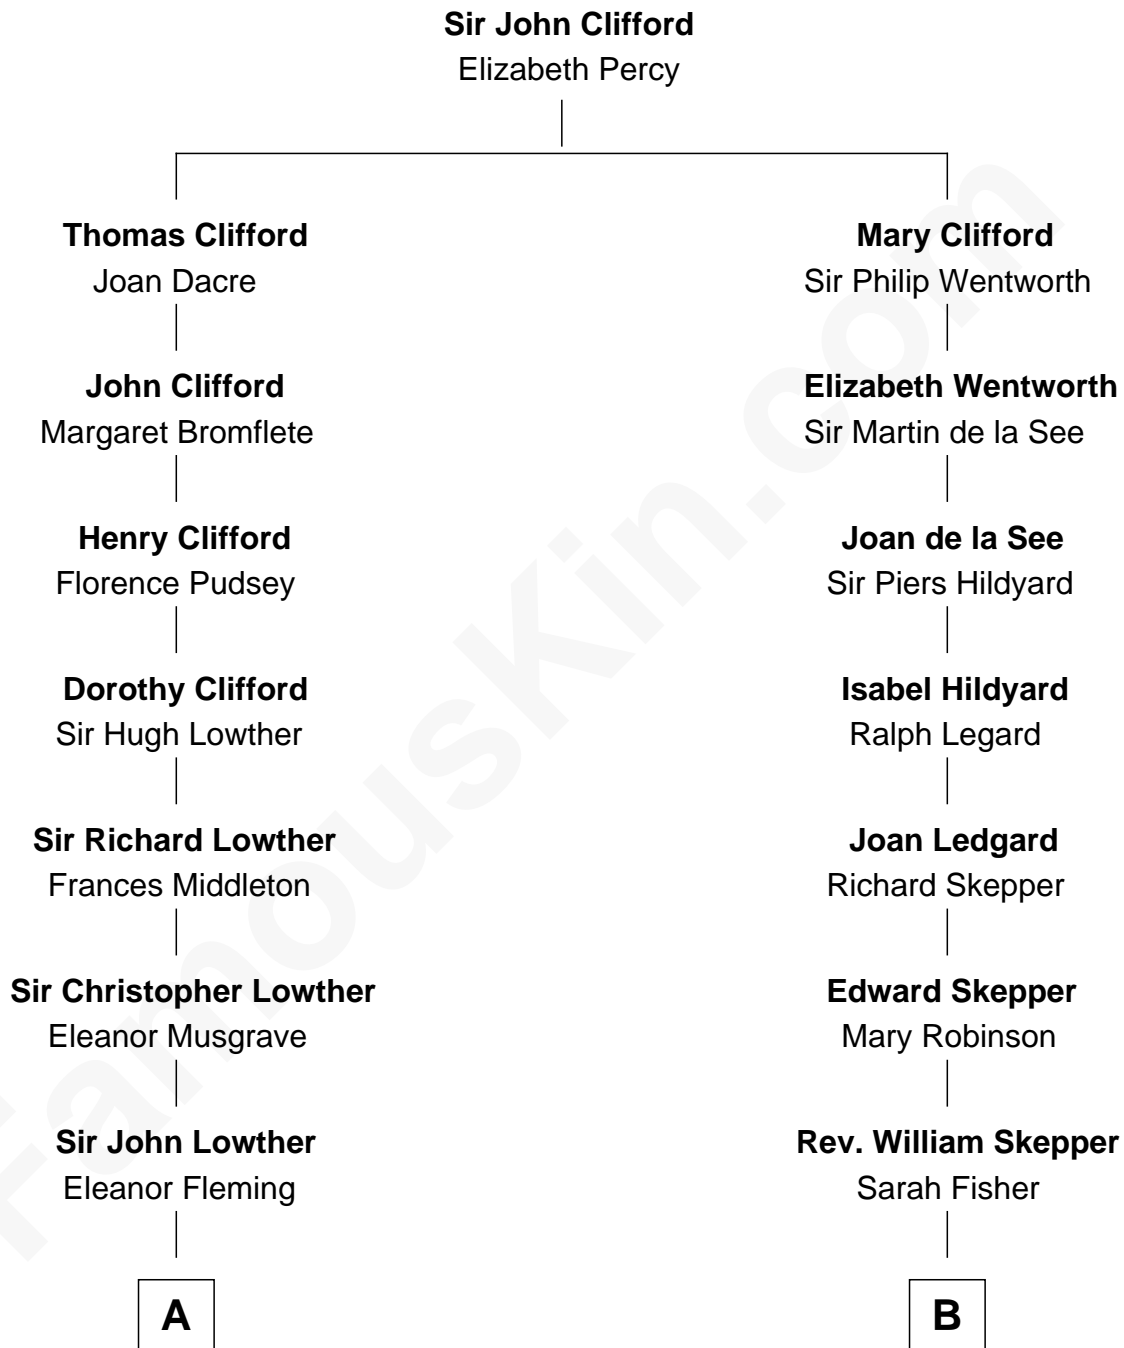 Sir John Clifford
Elizabeth Percy
Thomas Clifford
Joan Dacre
John Clifford
Margaret Bromflete
Henry Clifford
Florence Pudsey
Dorothy Clifford
Sir Hugh Lowther
Sir Richard Lowther
Frances Middleton
Sir Christopher Lowther
Eleanor Musgrave
Sir John Lowther
Eleanor Fleming
A
Mary Clifford
Sir Philip Wentworth
Elizabeth Wentworth
Sir Martin de la See
Joan de la See
Sir Piers Hildyard
Isabel Hildyard
Ralph Legard
Joan Ledgard
Richard Skepper
Edward Skepper
Mary Robinson
Rev. William Skepper
Sarah Fisher
B
FamousKin.com